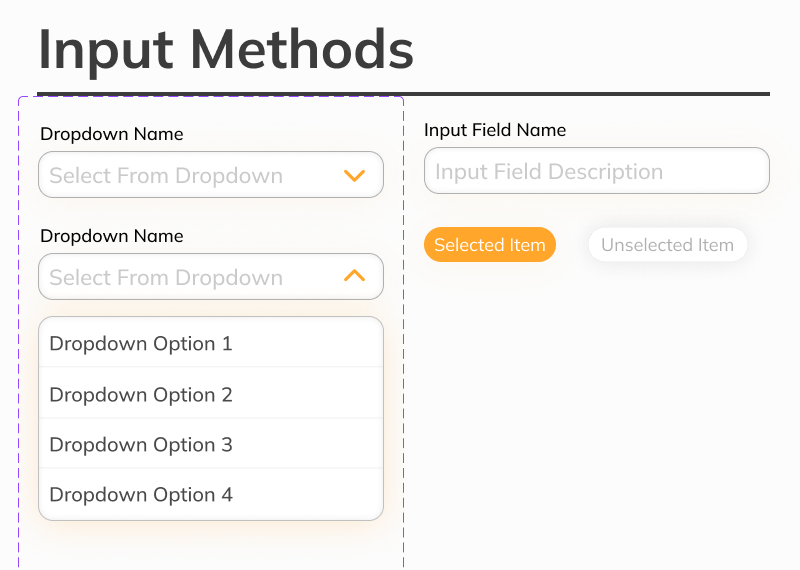 Input Methods
Dropdown Name
Select From Dropdown
Dropdown Name
Select From Dropdown
Dropdown Option 1
Dropdown Option 2
Dropdown Option 3
Dropdown Option 4
Input Field Name
Input Field Description
Selected Item
Unselected Item